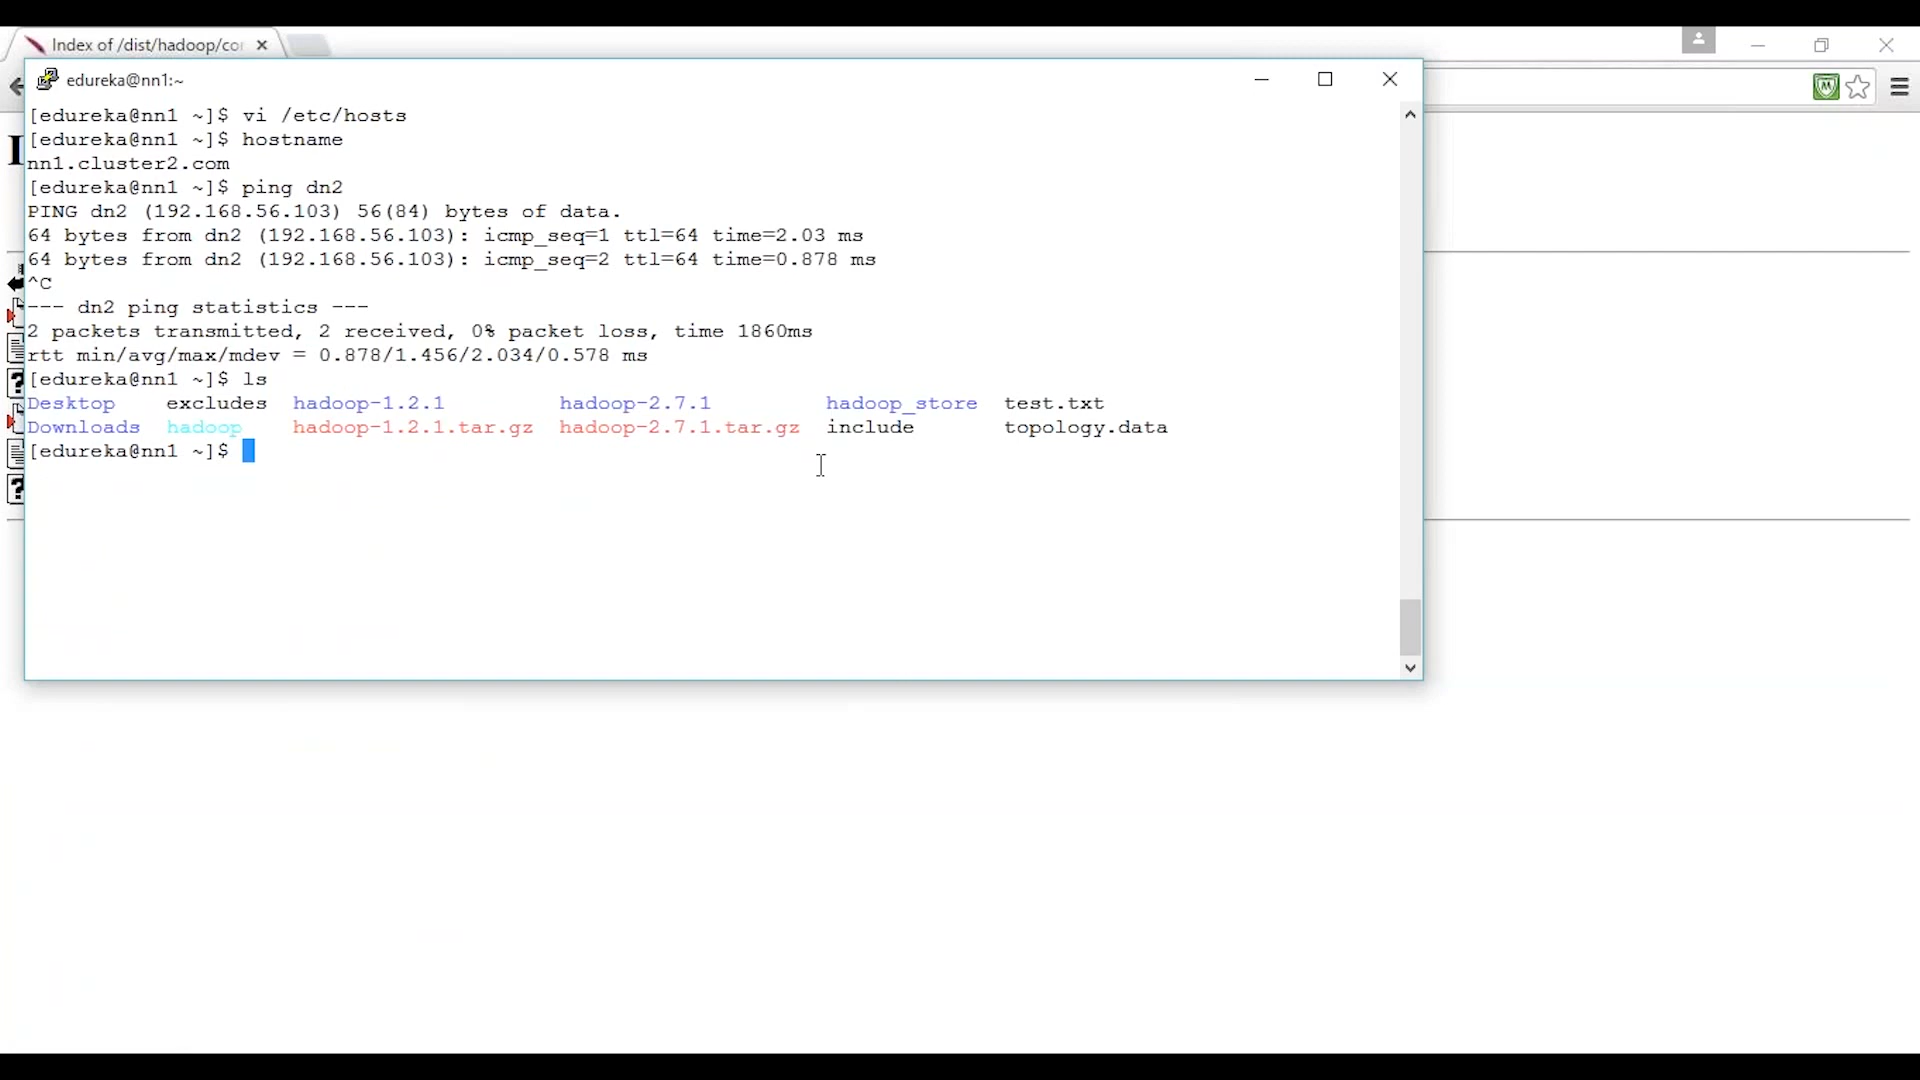 Index of /dist/hadoop/cor
edureka@nn1:~
[edureka@nn1 ~]$ vi /etc/hosts
[edureka@nn1 ~]$ hostname
nn1.cluster2.com
[edureka@nn1 ~]$ ping dn2
PING dn2 (192.168.56.103) 56(84) bytes of data.
64 bytes from dn2 (192.168.56.103): icmp_seq=1 ttl=64 time=2.03 ms
64 bytes from dn2 (192.168.56.103): icmp_seq=2 ttl=64 time=0.878 ms
^C
--- dn2 ping statistics ---
2 packets transmitted, 2 received, 0% packet loss, time 1860ms
rtt min/avg/max/mdev = 0.878/1.456/2.034/0.578 ms
[edureka@nn1 ~]$ ls
Desktop excludes hadoop-1.2.1 hadoop-2.7.1 hadoop_store test.txt
Downloads hadoop hadoop-1.2.1.tar.gz hadoop-2.7.1.tar.gz include topology.data
[edureka@nn1 ~]$